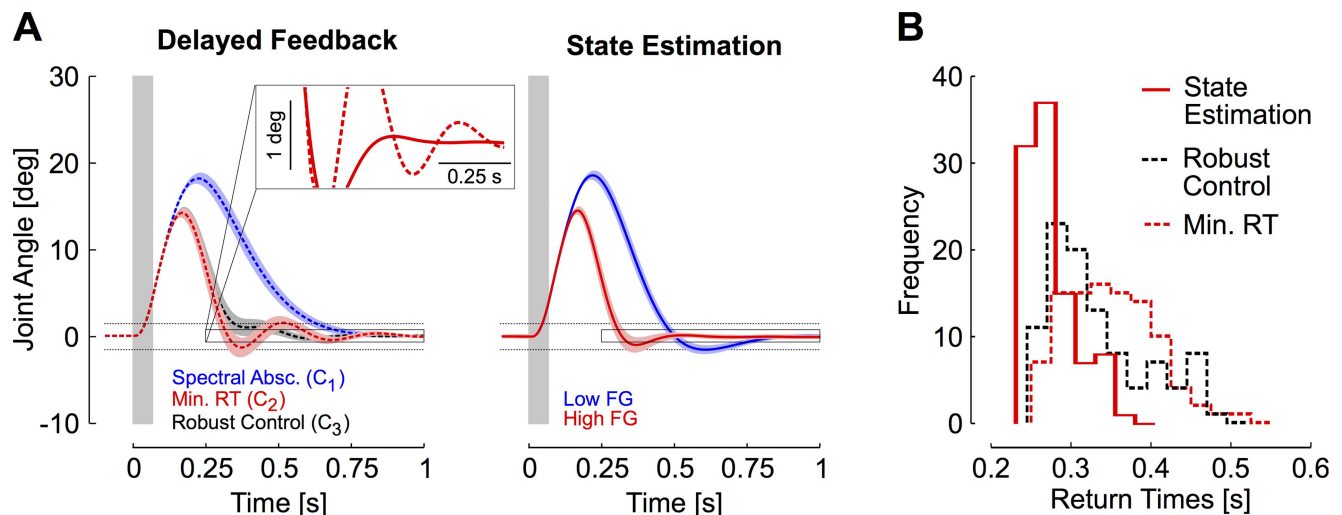 A
Delayed Feedback
State Estimation
B
30
20
10
0
-10
Joint Angle [deg]
1 deg
0.25 s
Spectral Absc. (C1)
Min. RT (C2)
Robust Control (C3)
0
0.25
0.5
0.75
1
Time [s]
Low FG
High FG
0
0.25
0.5
0.75
1
Time [s]
40
30
20
10
0
Frequency
State
Estimation
Robust
Control
Min. RT
0.2
0.3
0.4
0.5
0.6
Return Times [s]